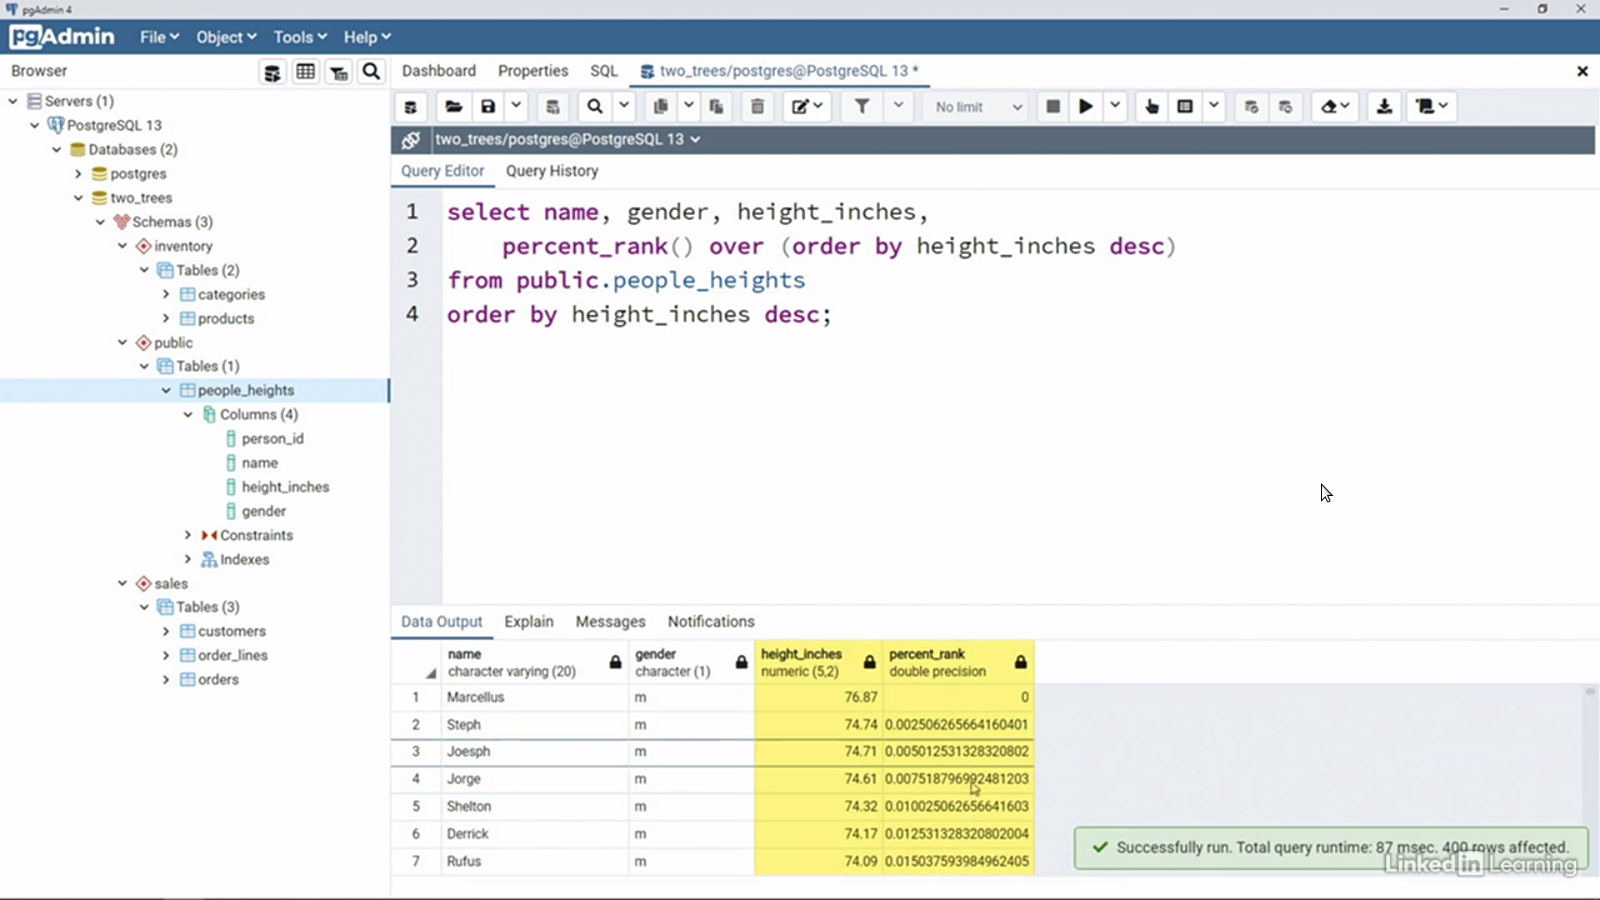 pgAdmin 4
pgAdmin File Object Tools Help
Browser
Dashboard Properties SQL two_trees/postgres@PostgreSQL 13 *
Servers (1)
PostgreSQL 13
Databases (2)
postgres
two_trees
Schemas (3)
inventory
Tables (2)
categories
products
public
Tables (1)
people_heights
Columns (4)
person_id
name
height_inches
gender
Constraints
Indexes
sales
Tables (3)
customers
order_lines
orders
No limit
two_trees/postgres@PostgreSQL 13
Query Editor Query History
1 select name, gender, height_inches,
2 percent_rank() over (order by height_inches desc)
3 from public.people_heights
4 order by height_inches desc;
Data Output Explain Messages Notifications
name gender height_inches percent_rank
character varying (20) character (1) numeric (5,2) double precision
1 Marcellus m 76.87 0
2 Steph m 74.74 0.002506265664160401
3 Joesph m 74.71 0.005012531328320802
4 Jorge m 74.61 0.007518796992481203
5 Shelton m 74.32 0.010025062656641603
6 Derrick m 74.17 0.012531328320802004
7 Rufus m 74.09 0.015037593984962405
Successfully run. Total query runtime: 87 msec. 400 rows affected.
LinkedIn Learning